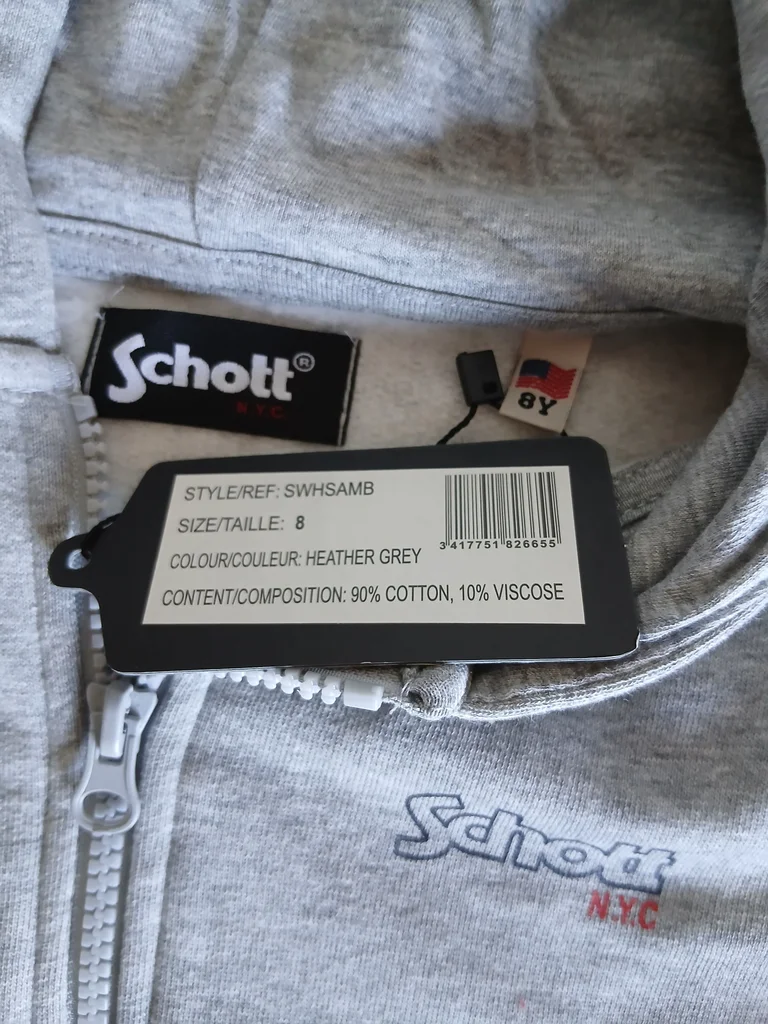 Schott®
N.Y.C.
8Y
STYLE/REF: SWHSAMB
SIZE/TAILLE: 8
COLOUR/COULEUR: HEATHER GREY
CONTENT/COMPOSITION: 90% COTTON, 10% VISCOSE
3 417751 826655
Schott
N.Y.C